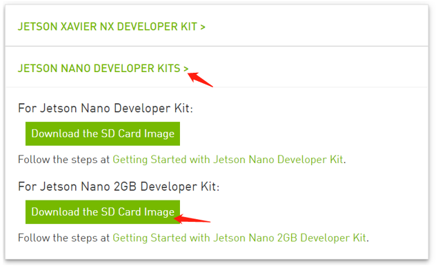 JETSON XAVIER NX DEVELOPER KIT >
JETSON NANO DEVELOPER KITS >
For Jetson Nano Developer Kit:
Download the SD Card Image
Follow the steps at Getting Started with Jetson Nano Developer Kit.
For Jetson Nano 2GB Developer Kit:
Download the SD Card Image
Follow the steps at Getting Started with Jetson Nano 2GB Developer Kit.